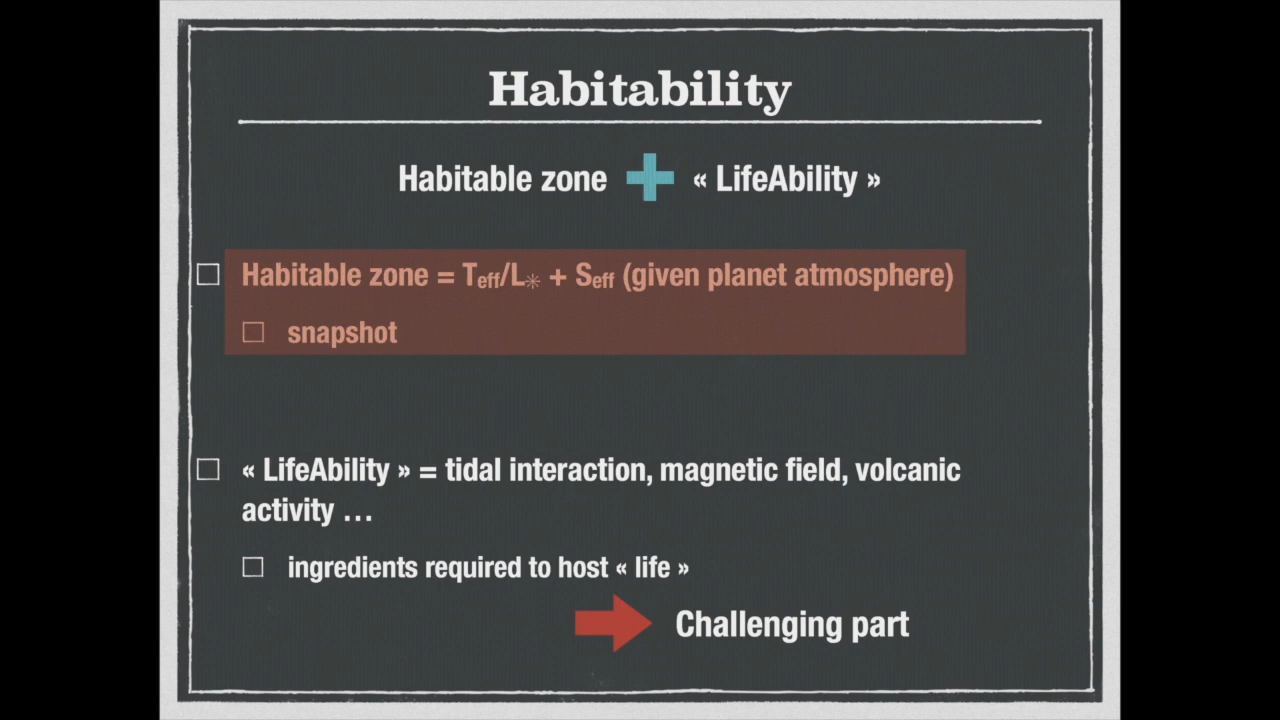 Habitability
Habitable zone + « LifeAbility »
Habitable zone = Teff/L✳ + Seff (given planet atmosphere)
snapshot
« LifeAbility » = tidal interaction, magnetic field, volcanic
activity …
ingredients required to host « life »
Challenging part